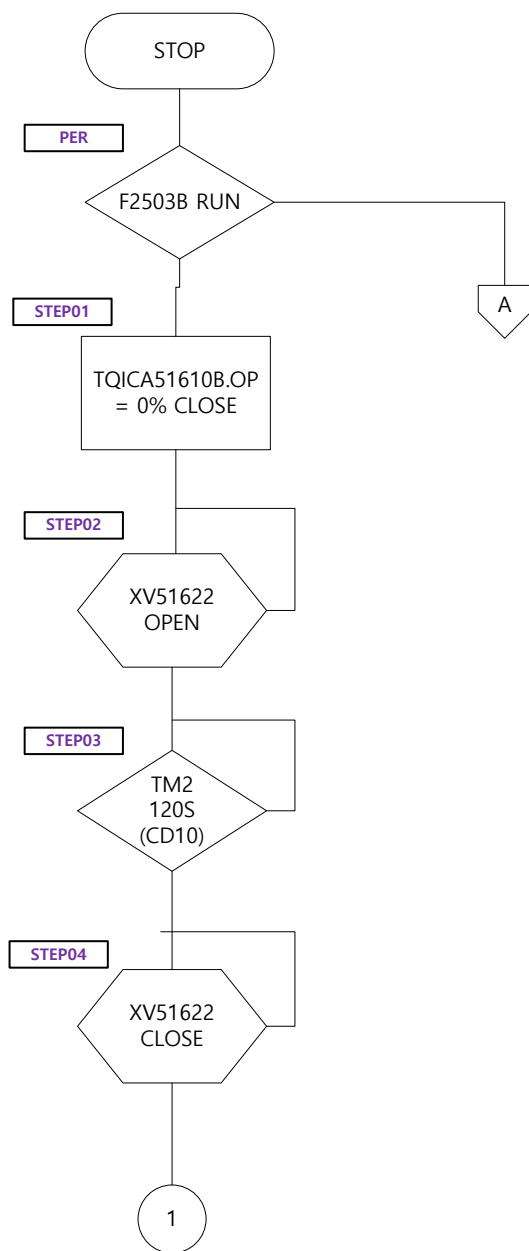 STOP
PER
F2503B RUN
A
STEP01
TQICA51610B.OP
= 0% CLOSE
STEP02
XV51622
OPEN
STEP03
TM2
120S
(CD10)
STEP04
XV51622
CLOSE
1